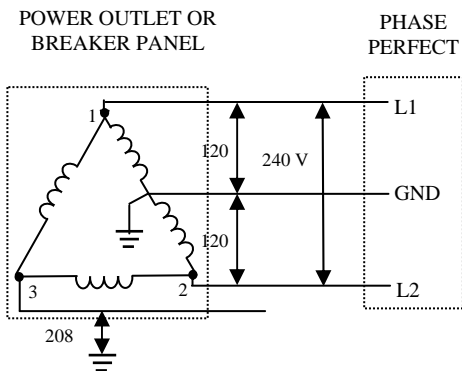 POWER OUTLET OR
BREAKER PANEL
PHASE
PERFECT
1
L1
120
240 V
GND
120
3
2
L2
208